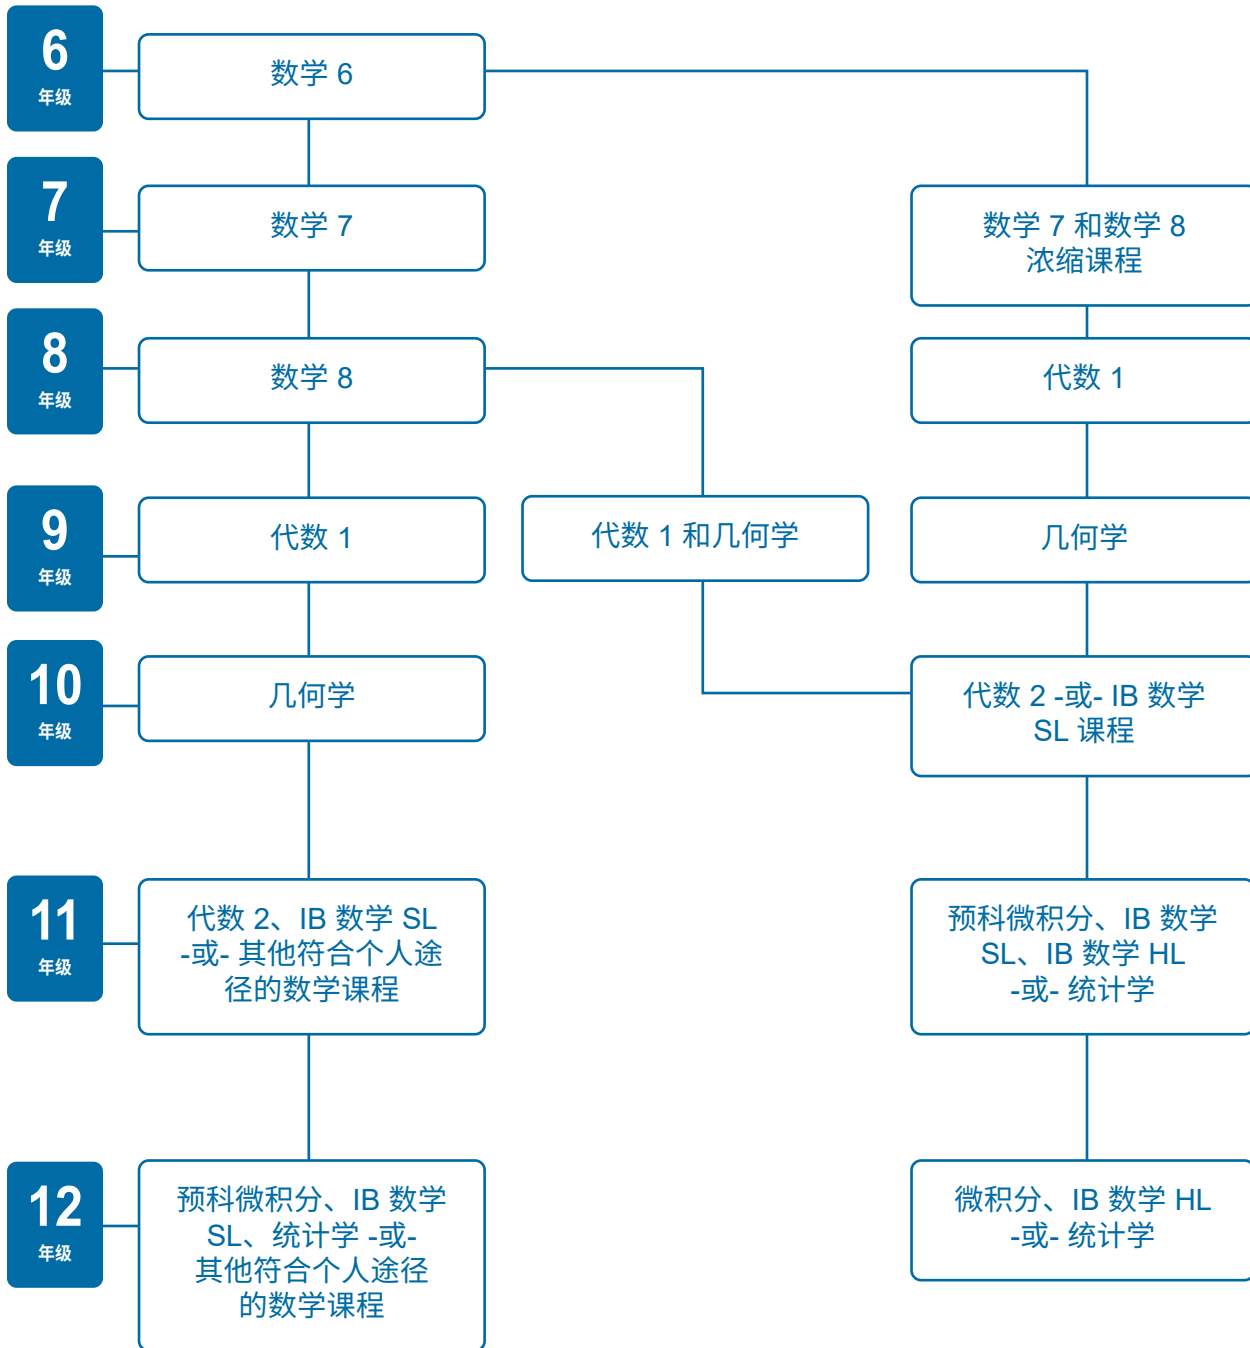 6
年级
数学 6
7
年级
数学 7
数学 7 和数学 8
浓缩课程
8
年级
数学 8
代数 1
9
年级
代数 1
代数 1 和几何学
几何学
10
年级
几何学
代数 2 -或- IB 数学
SL 课程
11
年级
代数 2、IB 数学 SL
-或- 其他符合个人途
径的数学课程
预科微积分、IB 数学
SL、IB 数学 HL
-或- 统计学
12
年级
预科微积分、IB 数学
SL、统计学 -或-
其他符合个人途径
的数学课程
微积分、IB 数学 HL
-或- 统计学